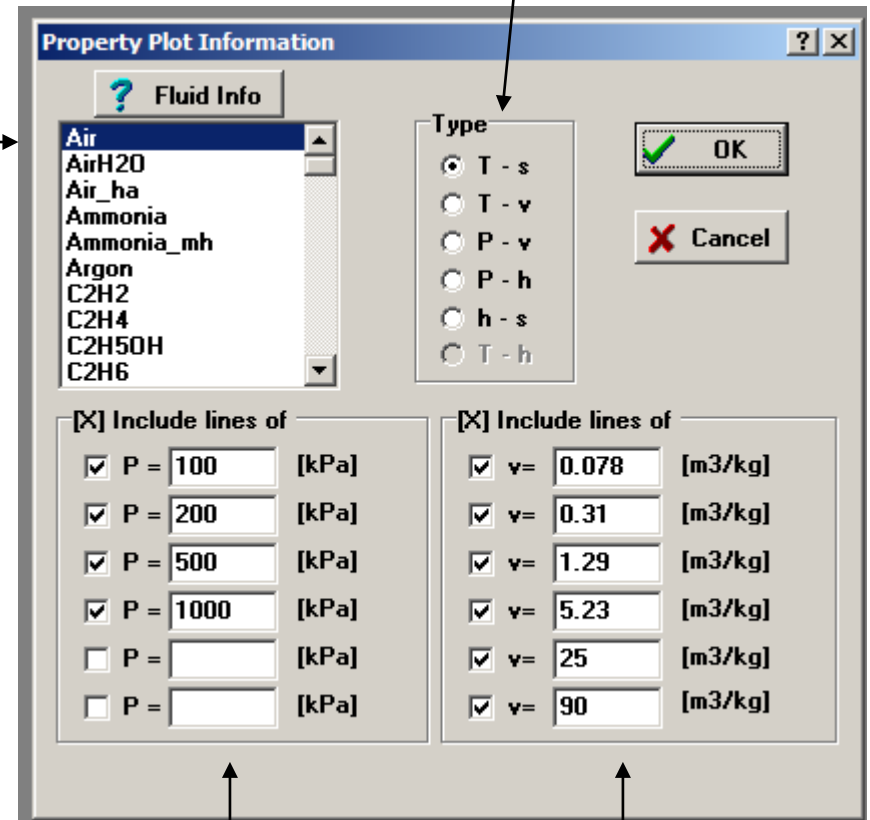 Property Plot Information
? Fluid Info
Air
AirH2O
Air_ha
Ammonia
Ammonia_mh
Argon
C2H2
C2H4
C2H5OH
C2H6
Type
T - s
T - v
P - v
P - h
h - s
T - h
OK
Cancel
[X] Include lines of
P = 100 [kPa]
P = 200 [kPa]
P = 500 [kPa]
P = 1000 [kPa]
P = [kPa]
P = [kPa]
[X] Include lines of
v= 0.078 [m3/kg]
v= 0.31 [m3/kg]
v= 1.29 [m3/kg]
v= 5.23 [m3/kg]
v= 25 [m3/kg]
v= 90 [m3/kg]